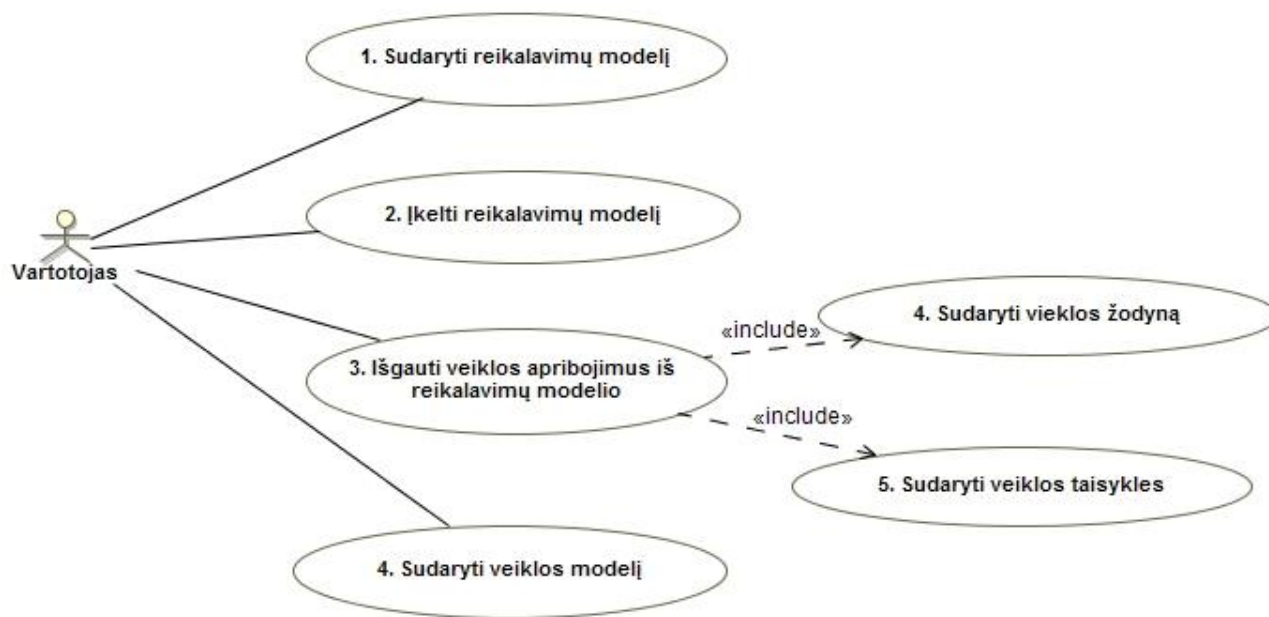 1. Sudaryti reikalavimų modelį
2. Įkelti reikalavimų modelį
Vartotojas
3. Išgauti veiklos apribojimus iš
reikalavimų modelio
«include»
4. Sudaryti vieklos žodyną
«include»
5. Sudaryti veiklos taisykles
4. Sudaryti veiklos modelį